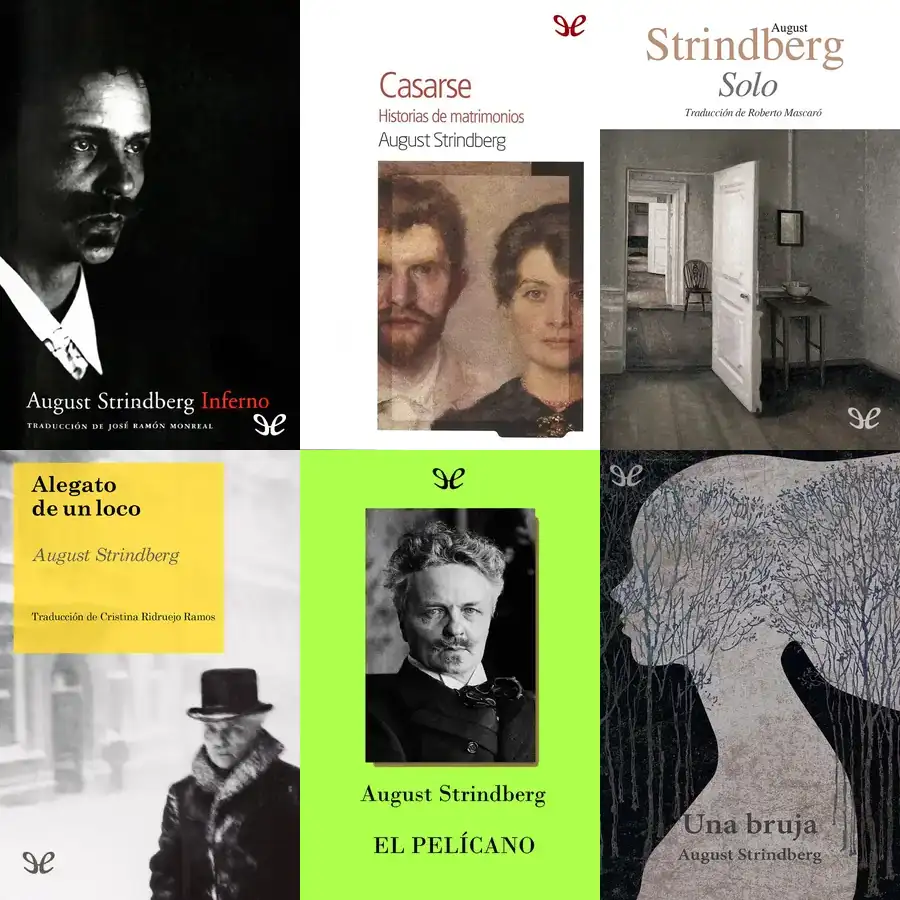 August Strindberg Inferno
TRADUCCIÓN DE JOSÉ RAMÓN MONREAL
Casarse
Historias de matrimonios
August Strindberg
August
Strindberg
Solo
Traducción de Roberto Mascaró
Alegato
de un loco
August Strindberg
Traducción de Cristina Ridruejo Ramos
August Strindberg
EL PELÍCANO
Una bruja
August Strindberg